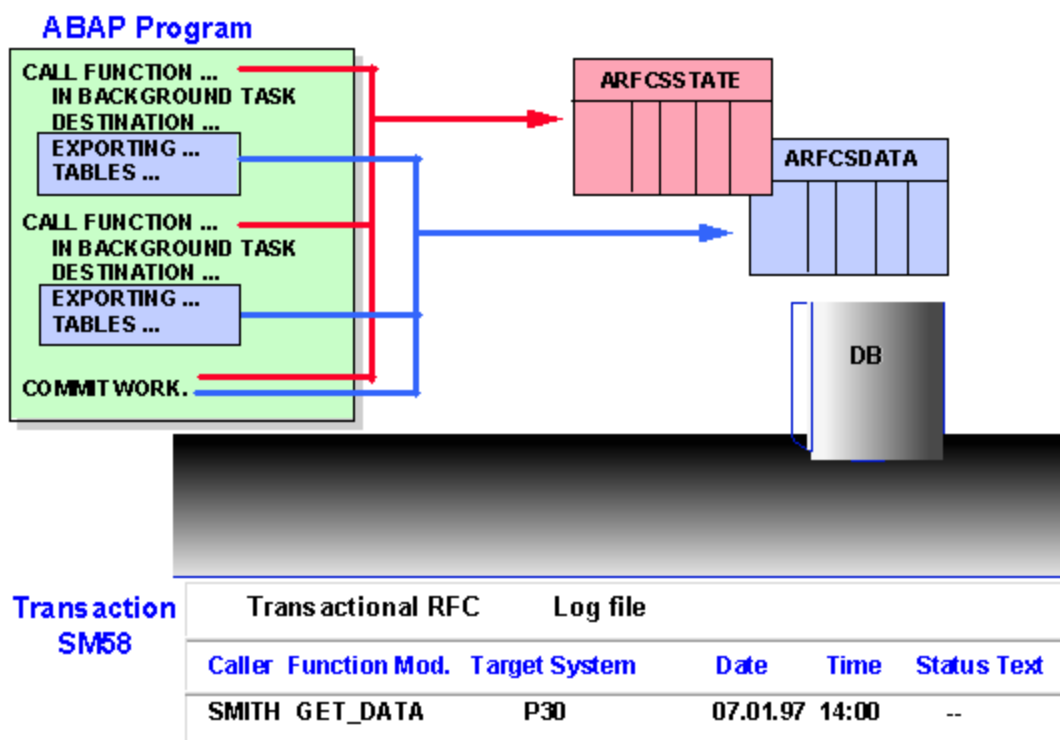 ABAP Program
CALL FUNCTION ...
IN BACKGROUND TASK
DESTINATION ...
EXPORTING ...
TABLES ...
CALL FUNCTION ...
IN BACKGROUND TASK
DESTINATION ...
EXPORTING ...
TABLES ...
COMMIT WORK.
ARFCSSTATE
ARFCSDATA
DB
Transaction
SM58
Transactional RFC Log file
Caller Function Mod. Target System Date Time Status Text
SMITH GET_DATA P30 07.01.97 14:00 --